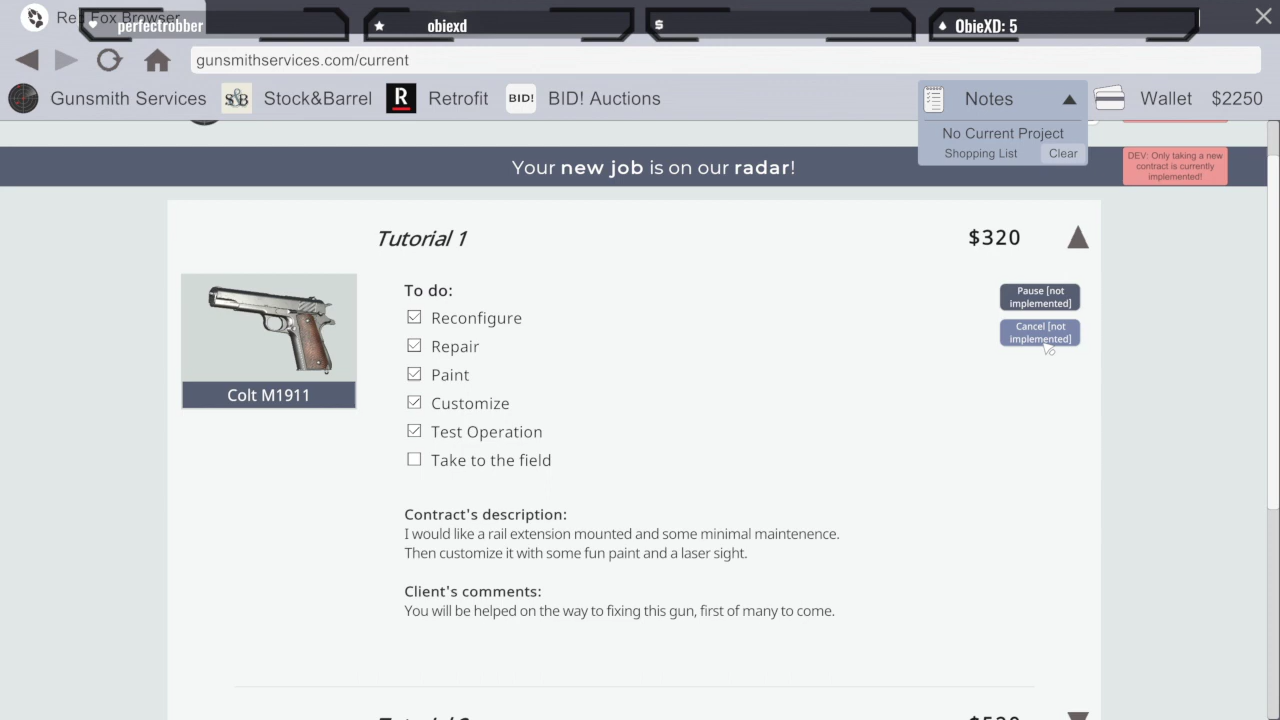 Red Fox Browser
perfectrobber
obiexd
$
ObieXD: 5
gunsmithservices.com/current
Gunsmith Services
S&B
Stock&Barrel
R
Retrofit
BID!
BID! Auctions
Notes
Wallet $2250
No Current Project
Shopping List Clear
Your new job is on our radar!
DEV: Only taking a new
contract is currently
implemented!
Tutorial 1
$320
To do:
Pause [not
implemented]
Reconfigure
Cancel [not
implemented]
Repair
Paint
Colt M1911
Customize
Test Operation
Take to the field
Contract's description:
I would like a rail extension mounted and some minimal maintenence.
Then customize it with some fun paint and a laser sight.
Client's comments:
You will be helped on the way to fixing this gun, first of many to come.